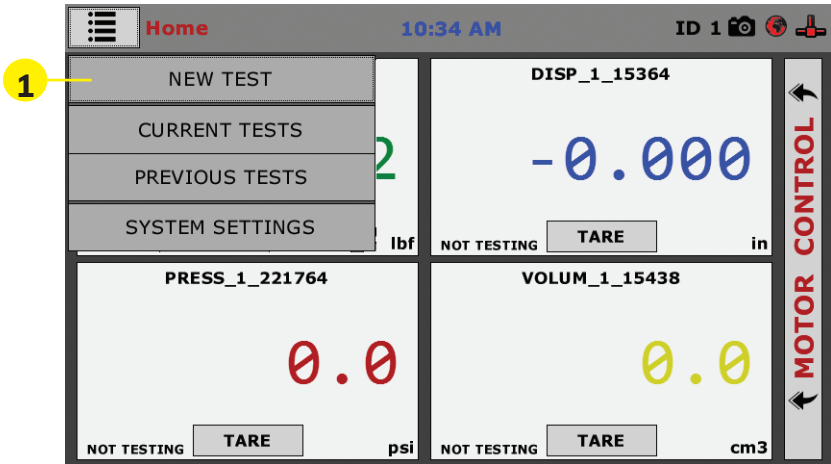 Home
10:34 AM
ID 1
1
NEW TEST
CURRENT TESTS
PREVIOUS TESTS
SYSTEM SETTINGS
2
lbf
DISP_1_15364
-0.000
NOT TESTING
TARE
in
PRESS_1_221764
0.0
NOT TESTING
TARE
psi
VOLUM_1_15438
0.0
NOT TESTING
TARE
cm3
MOTOR CONTROL